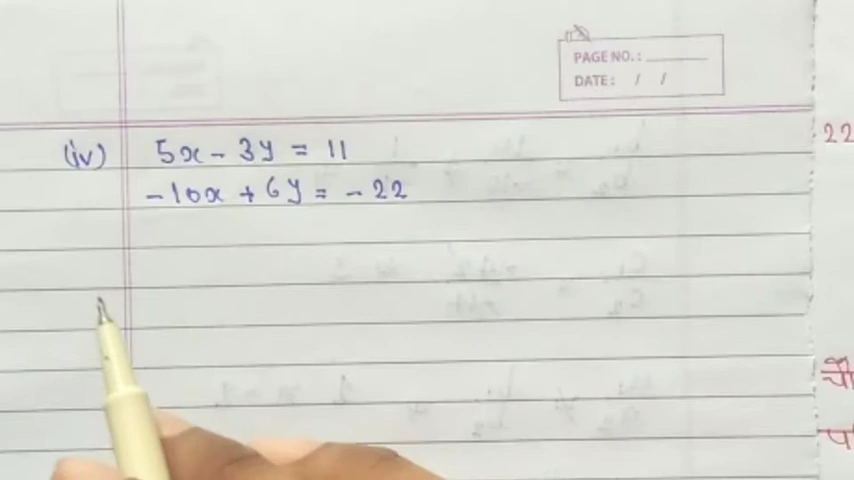 PAGE NO.:
DATE: / /
22
(iv) 5x - 3y = 11
-10x + 6y = -22